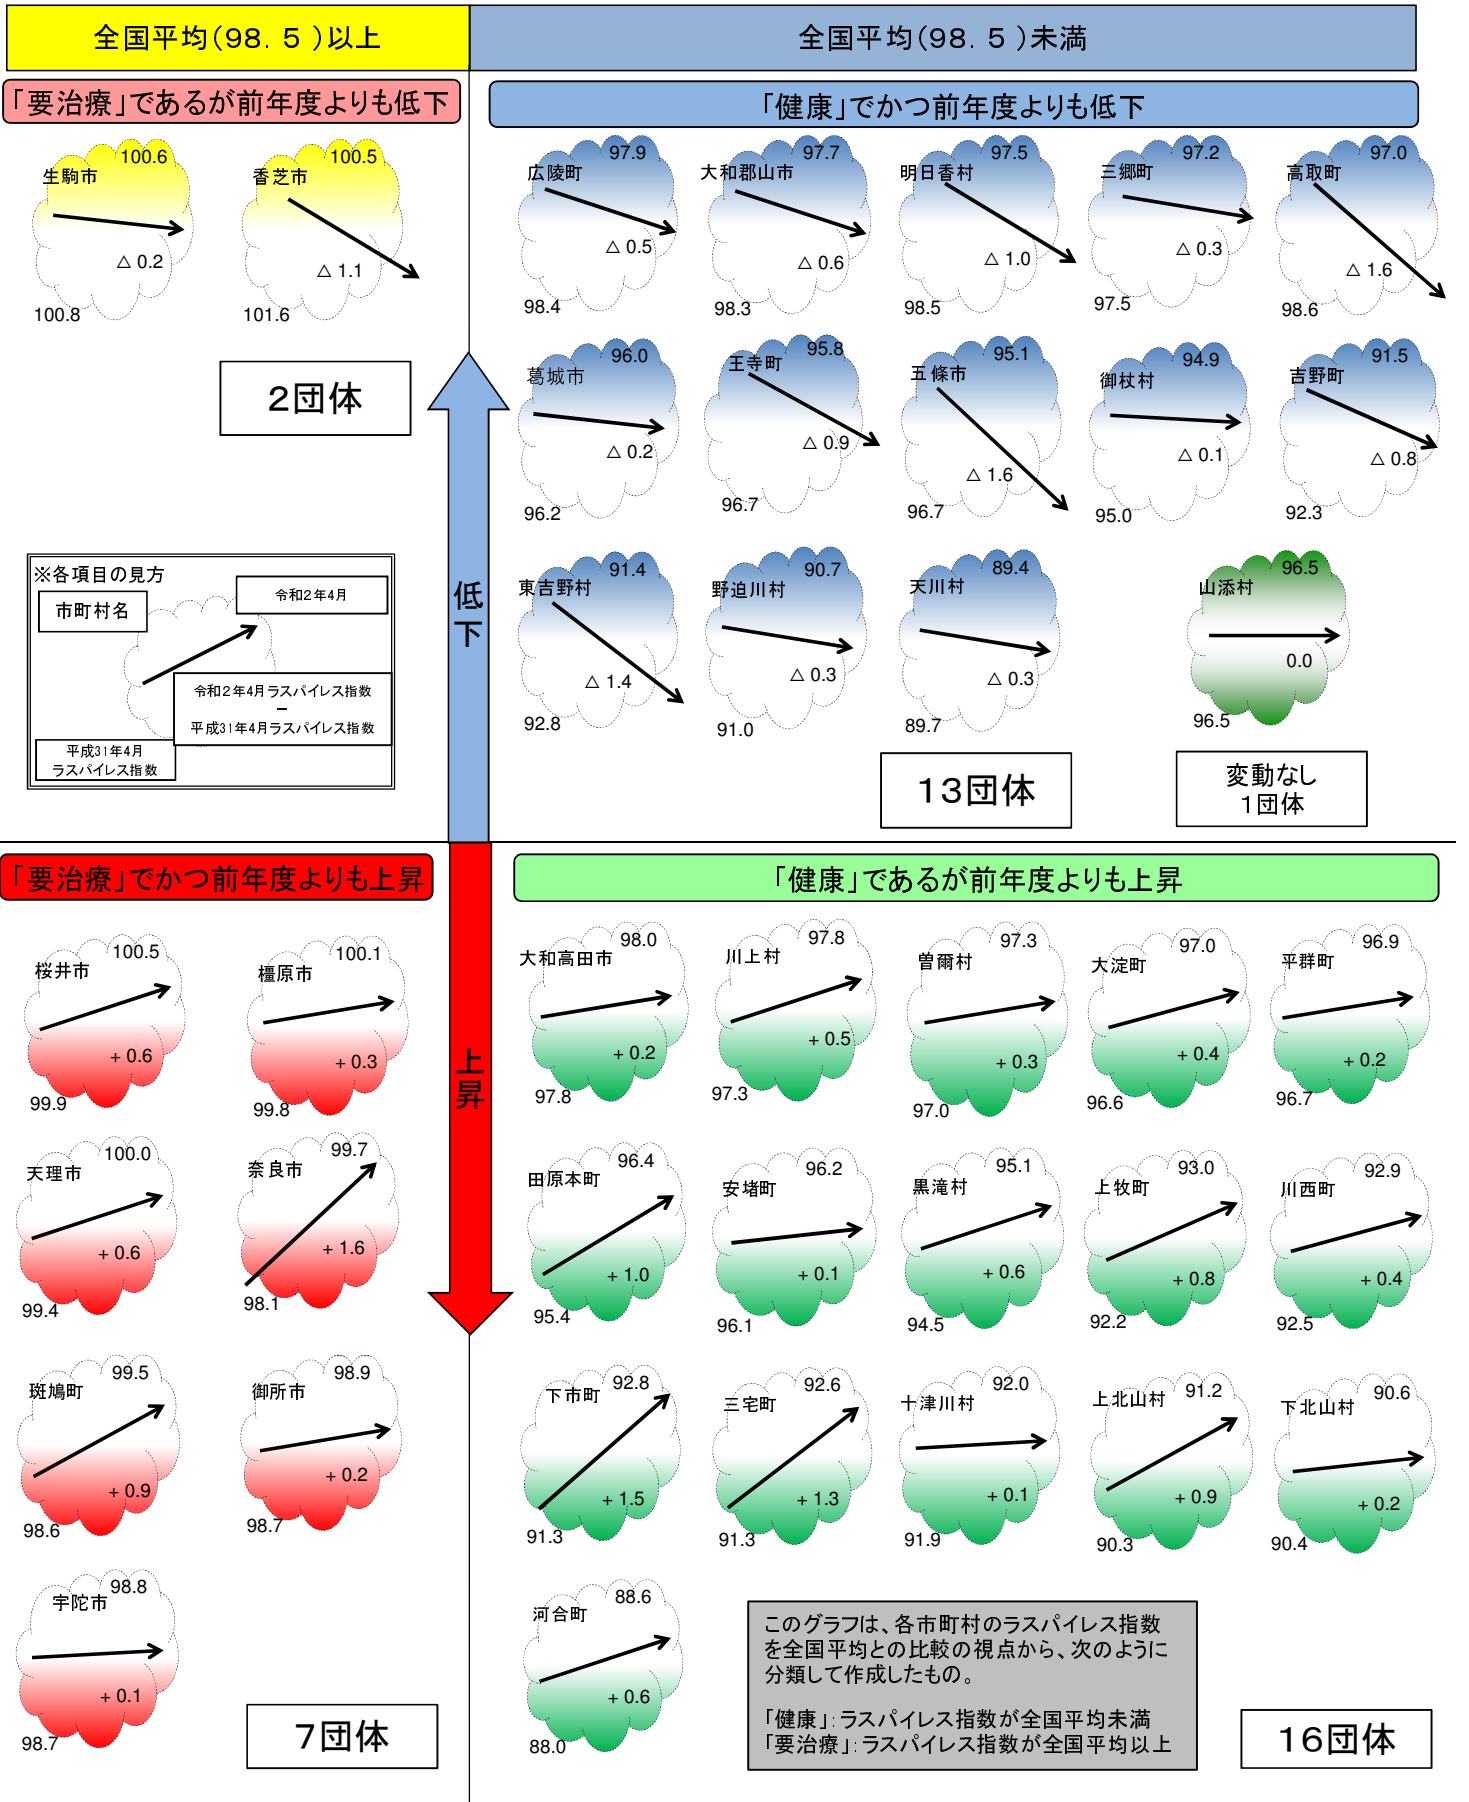 全国平均(98.5)以上
全国平均(98.5)未満
「要治療」であるが前年度よりも低下
「健康」でかつ前年度よりも低下
生駒市
100.6
△ 0.2
100.8
香芝市
100.5
△ 1.1
101.6
2団体
広陵町
97.9
△ 0.5
98.4
大和郡山市
97.7
△ 0.6
98.3
明日香村
97.5
△ 1.0
98.5
三郷町
97.2
△ 0.3
97.5
高取町
97.0
△ 1.6
98.6
葛城市
96.0
△ 0.2
96.2
王寺町
95.8
△ 0.9
96.7
五條市
95.1
△ 1.6
96.7
御杖村
94.9
△ 0.1
95.0
吉野町
91.5
△ 0.8
92.3
東吉野村
91.4
△ 1.4
92.8
野迫川村
90.7
△ 0.3
91.0
天川村
89.4
△ 0.3
89.7
山添村
96.5
0.0
96.5
13団体
変動なし
1団体
※各項目の見方
市町村名
令和2年4月
令和2年4月ラスパイレス指数
ー
平成31年4月ラスパイレス指数
平成31年4月
ラスパイレス指数
低下
上昇
「要治療」でかつ前年度よりも上昇
「健康」であるが前年度よりも上昇
桜井市
100.5
+ 0.6
99.9
橿原市
100.1
+ 0.3
99.8
天理市
100.0
+ 0.6
99.4
奈良市
99.7
+ 1.6
98.1
斑鳩町
99.5
+ 0.9
98.6
御所市
98.9
+ 0.2
98.7
宇陀市
98.8
+ 0.1
98.7
7団体
大和高田市
98.0
+ 0.2
97.8
川上村
97.8
+ 0.5
97.3
曽爾村
97.3
+ 0.3
97.0
大淀町
97.0
+ 0.4
96.6
平群町
96.9
+ 0.2
96.7
田原本町
96.4
+ 1.0
95.4
安堵町
96.2
+ 0.1
96.1
黒滝村
95.1
+ 0.6
94.5
上牧町
93.0
+ 0.8
92.2
川西町
92.9
+ 0.4
92.5
下市町
92.8
+ 1.5
91.3
三宅町
92.6
+ 1.3
91.3
十津川村
92.0
+ 0.1
91.9
上北山村
91.2
+ 0.9
90.3
下北山村
90.6
+ 0.2
90.4
河合町
88.6
+ 0.6
88.0
このグラフは、各市町村のラスパイレス指数
を全国平均との比較の視点から、次のように
分類して作成したもの。
「健康」:ラスパイレス指数が全国平均未満
「要治療」:ラスパイレス指数が全国平均以上
16団体